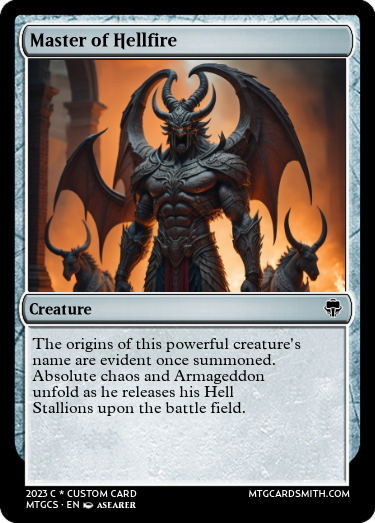 Master of Hellfire
Creature
The origins of this powerful creature's
name are evident once summoned.
Absolute chaos and Armageddon
unfold as he releases his Hell
Stallions upon the battle field.
2023 C * CUSTOM CARD
MTGCARDSMITH.COM
MTGCS · EN ASEARER